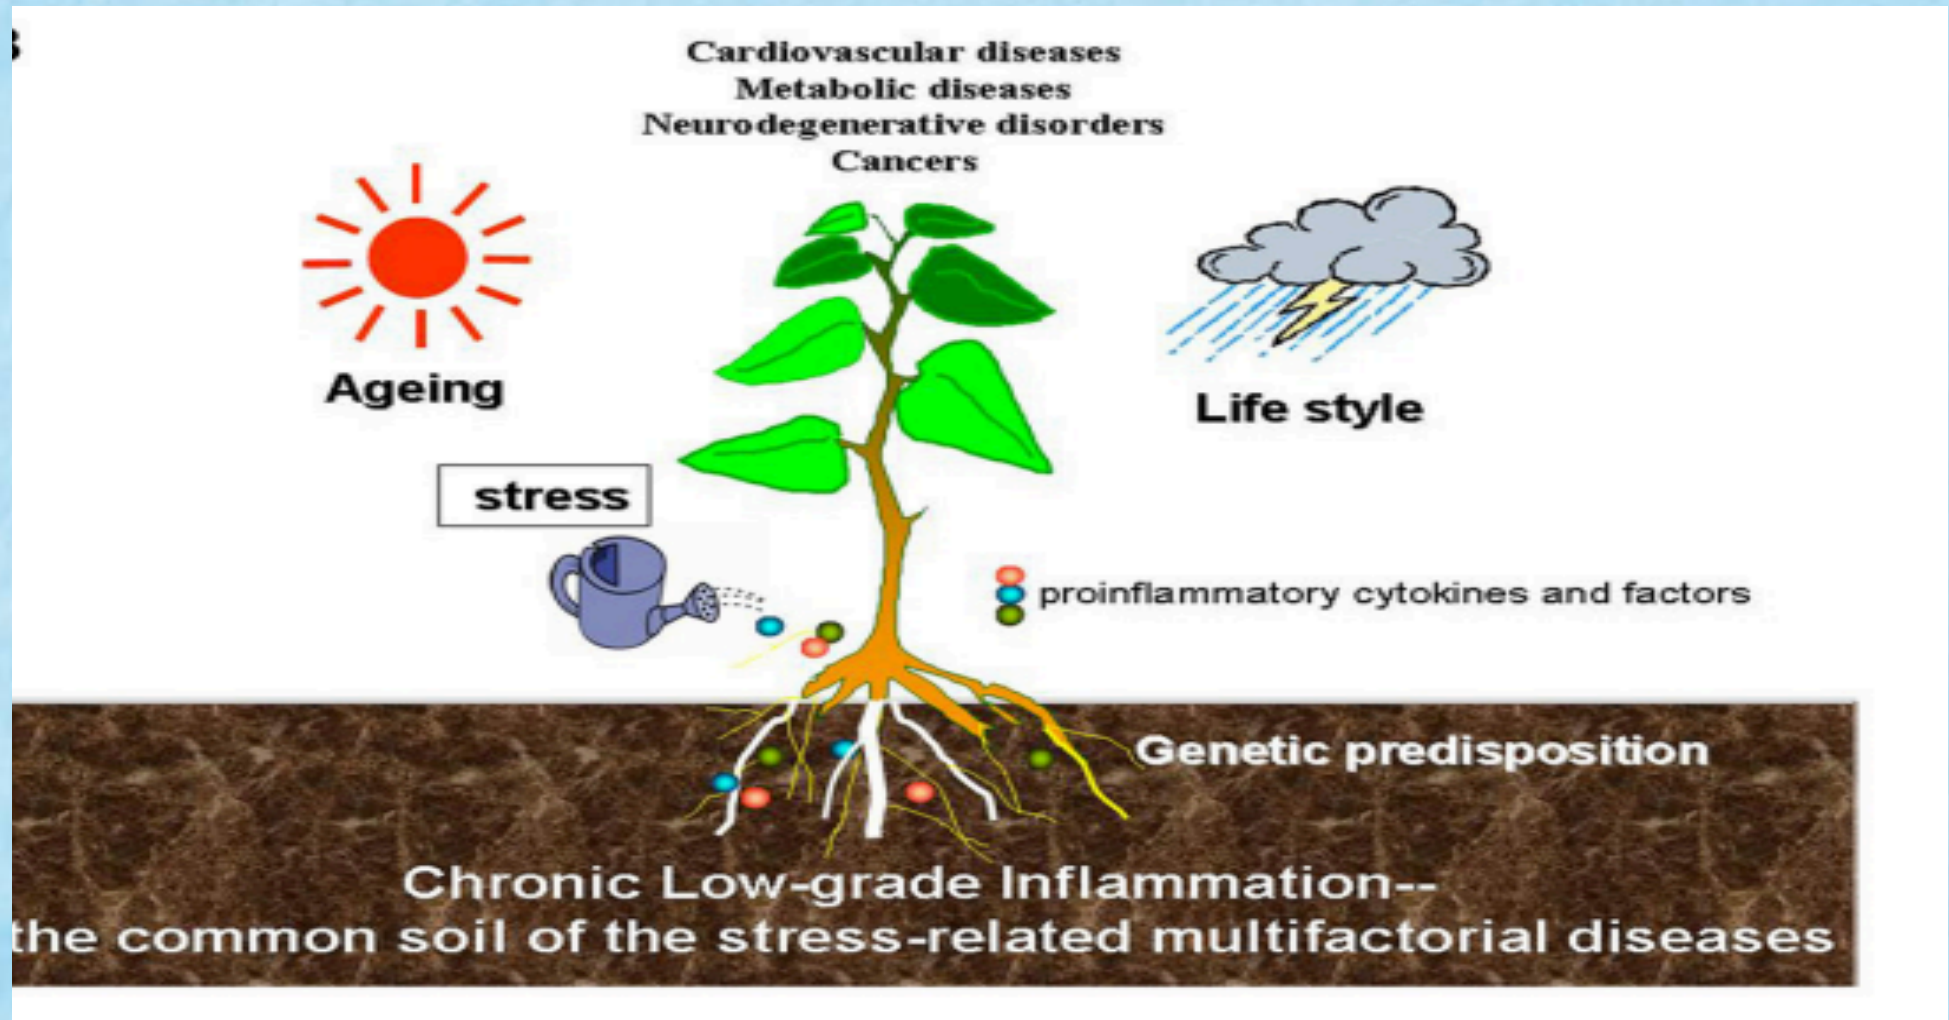 Cardiovascular diseases
Metabolic diseases
Neurodegenerative disorders
Cancers
Ageing
Life style
stress
proinflammatory cytokines and factors
Genetic predisposition
Chronic Low-grade Inflammation--
the common soil of the stress-related multifactorial diseases